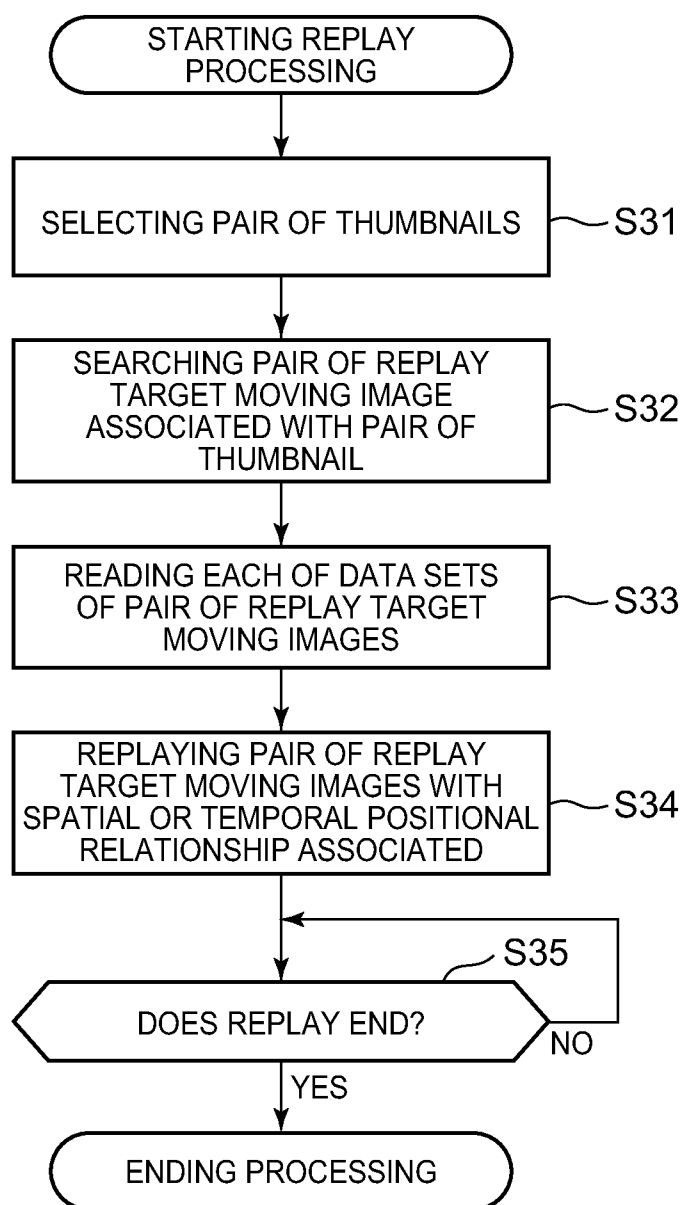 STARTING REPLAY
PROCESSING
SELECTING PAIR OF THUMBNAILS
S31
SEARCHING PAIR OF REPLAY
TARGET MOVING IMAGE
ASSOCIATED WITH PAIR OF
THUMBNAIL
S32
READING EACH OF DATA SETS
OF PAIR OF REPLAY TARGET
MOVING IMAGES
S33
REPLAYING PAIR OF REPLAY
TARGET MOVING IMAGES WITH
SPATIAL OR TEMPORAL POSITIONAL
RELATIONSHIP ASSOCIATED
S34
S35
DOES REPLAY END?
NO
YES
ENDING PROCESSING